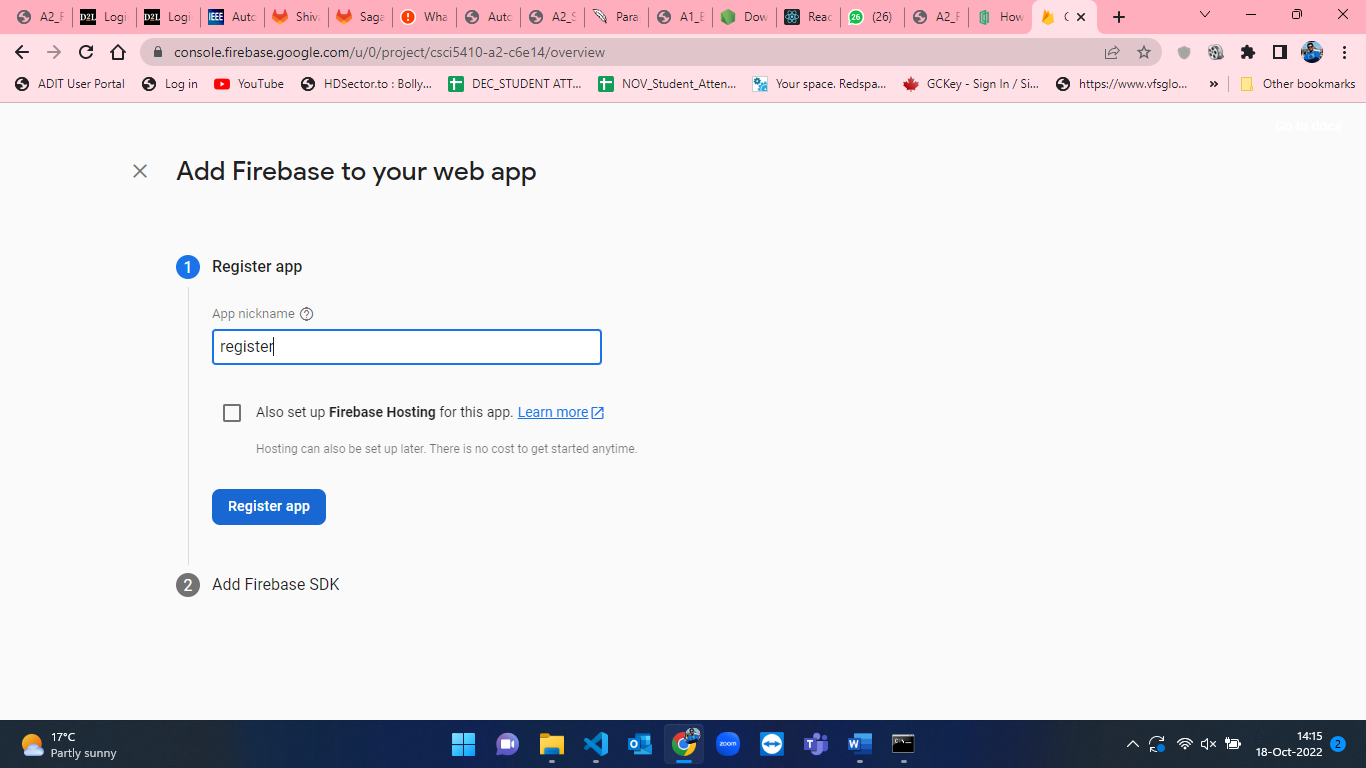 A2_F
Logi
Logi
Auto
Shiv
Saga
Wha
Auto
A2_S
Para
A1_E
Dow
Reac
(26)
A2_F
How
console.firebase.google.com/u/0/project/csci5410-a2-c6e14/overview
ADIT User Portal
Log in
YouTube
HDSector.to : Bolly...
DEC_STUDENT ATT...
NOV_Student_Atten...
Your space. Redspa...
GCKey - Sign In / Si...
https://www.vfsglo...
»
Other bookmarks
Go to docs
Add Firebase to your web app
1 Register app
App nickname
register
Also set up Firebase Hosting for this app. Learn more
Hosting can also be set up later. There is no cost to get started anytime.
Register app
2 Add Firebase SDK
17°C
Partly sunny
zoom
14:15
18-Oct-2022
2